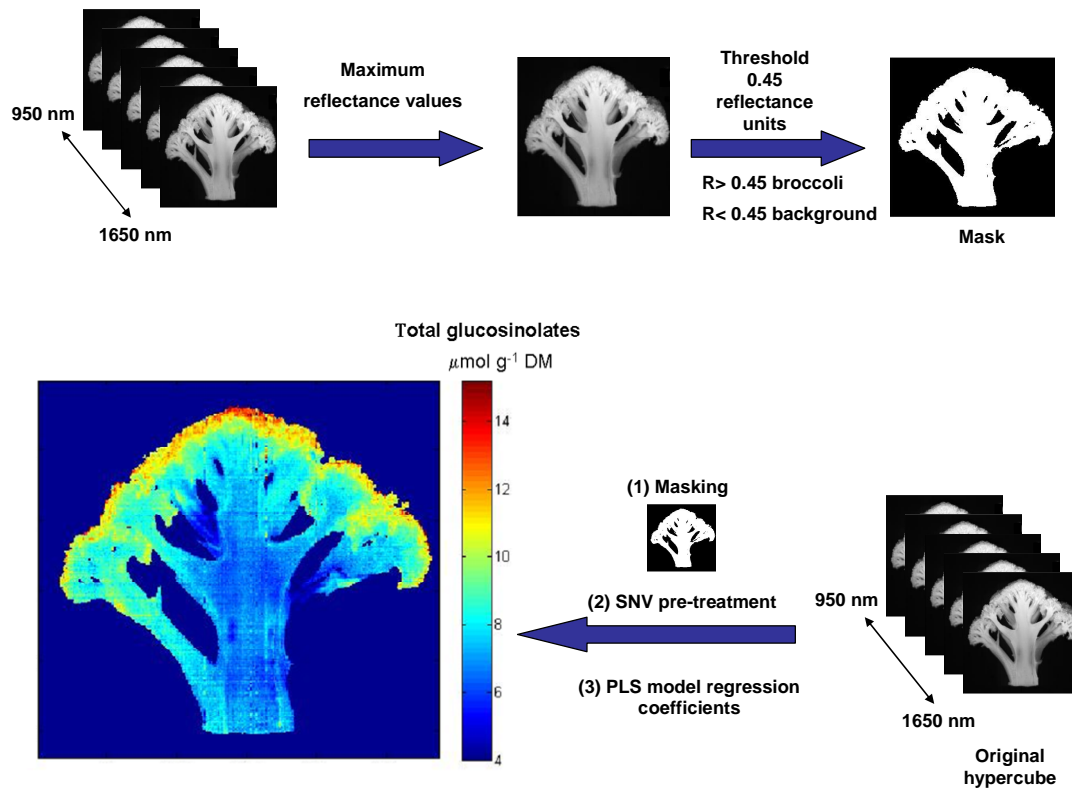 950 nm
1650 nm
Maximum
reflectance values
Threshold
0.45
reflectance
units
R> 0.45 broccoli
R< 0.45 background
Mask
Total glucosinolates
μmol g-1 DM
14
12
10
8
6
4
(1) Masking
(2) SNV pre-treatment
(3) PLS model regression
coefficients
950 nm
1650 nm
Original
hypercube